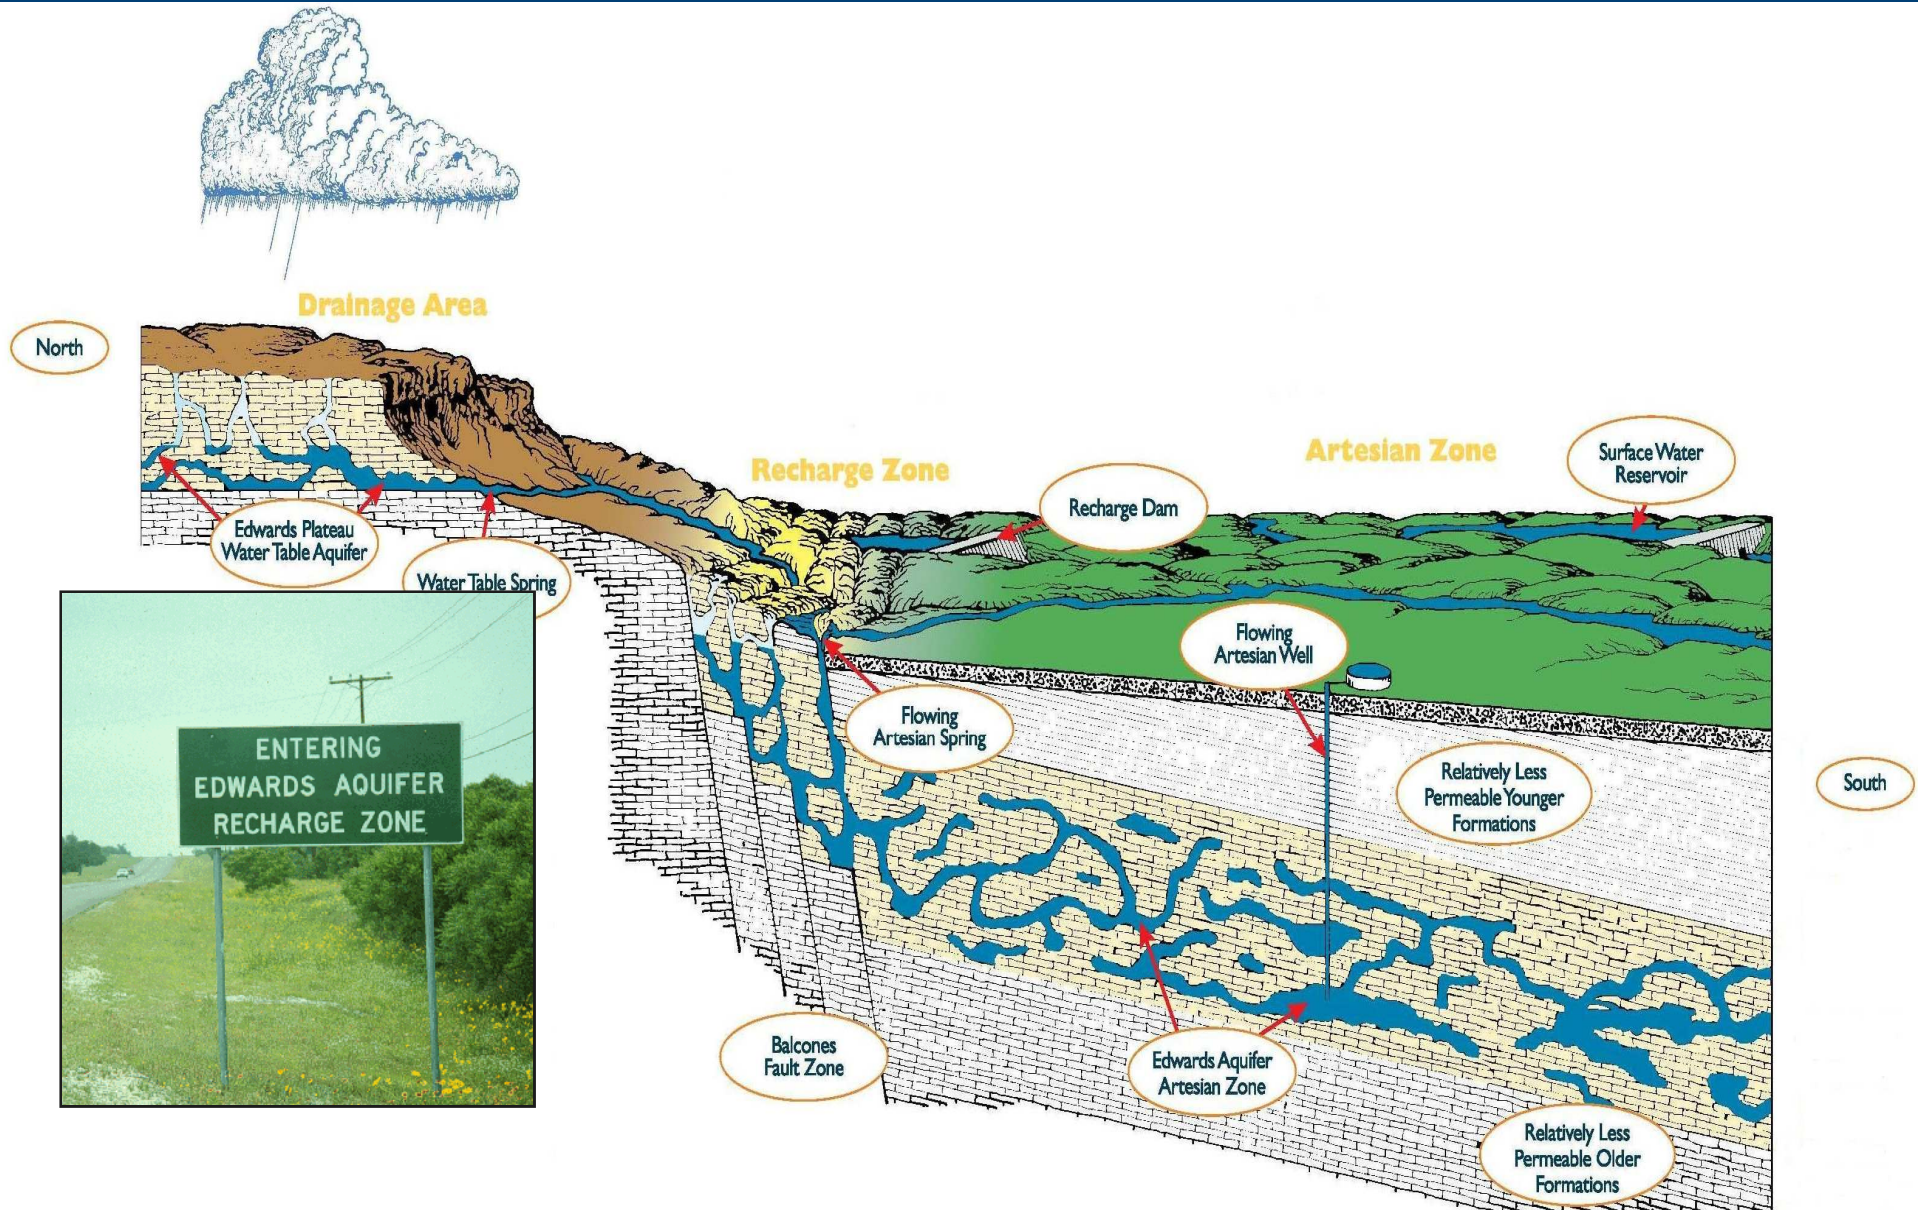 Drainage Area
North
Recharge Zone
Artesian Zone
Surface Water
Reservoir
Recharge Dam
Edwards Plateau
Water Table Aquifer
Water Table Spring
Flowing
Artesian Well
Flowing
Artesian Spring
ENTERING
EDWARDS AQUIFER
RECHARGE ZONE
Relatively Less
Permeable Younger
Formations
South
Balcones
Fault Zone
Edwards Aquifer
Artesian Zone
Relatively Less
Permeable Older
Formations